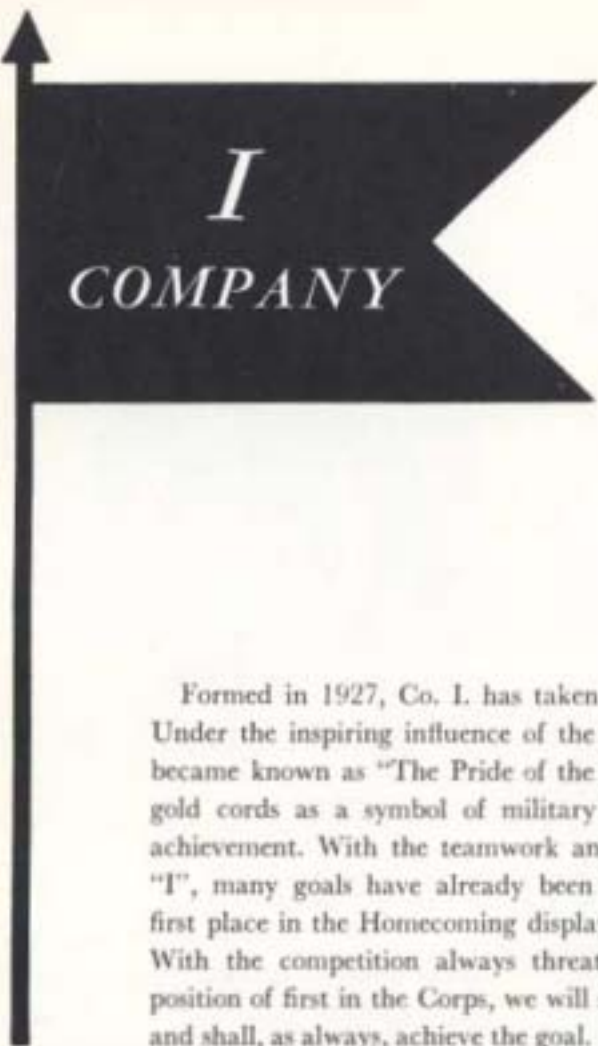 I
COMPANY
Formed in 1927, Co. I. has taken
Under the inspiring influence of the
became known as "The Pride of the
gold cords as a symbol of military
achievement. With the teamwork an
"I", many goals have already been
first place in the Homecoming displa
With the competition always threat
position of first in the Corps, we will
and shall, as always, achieve the goal.